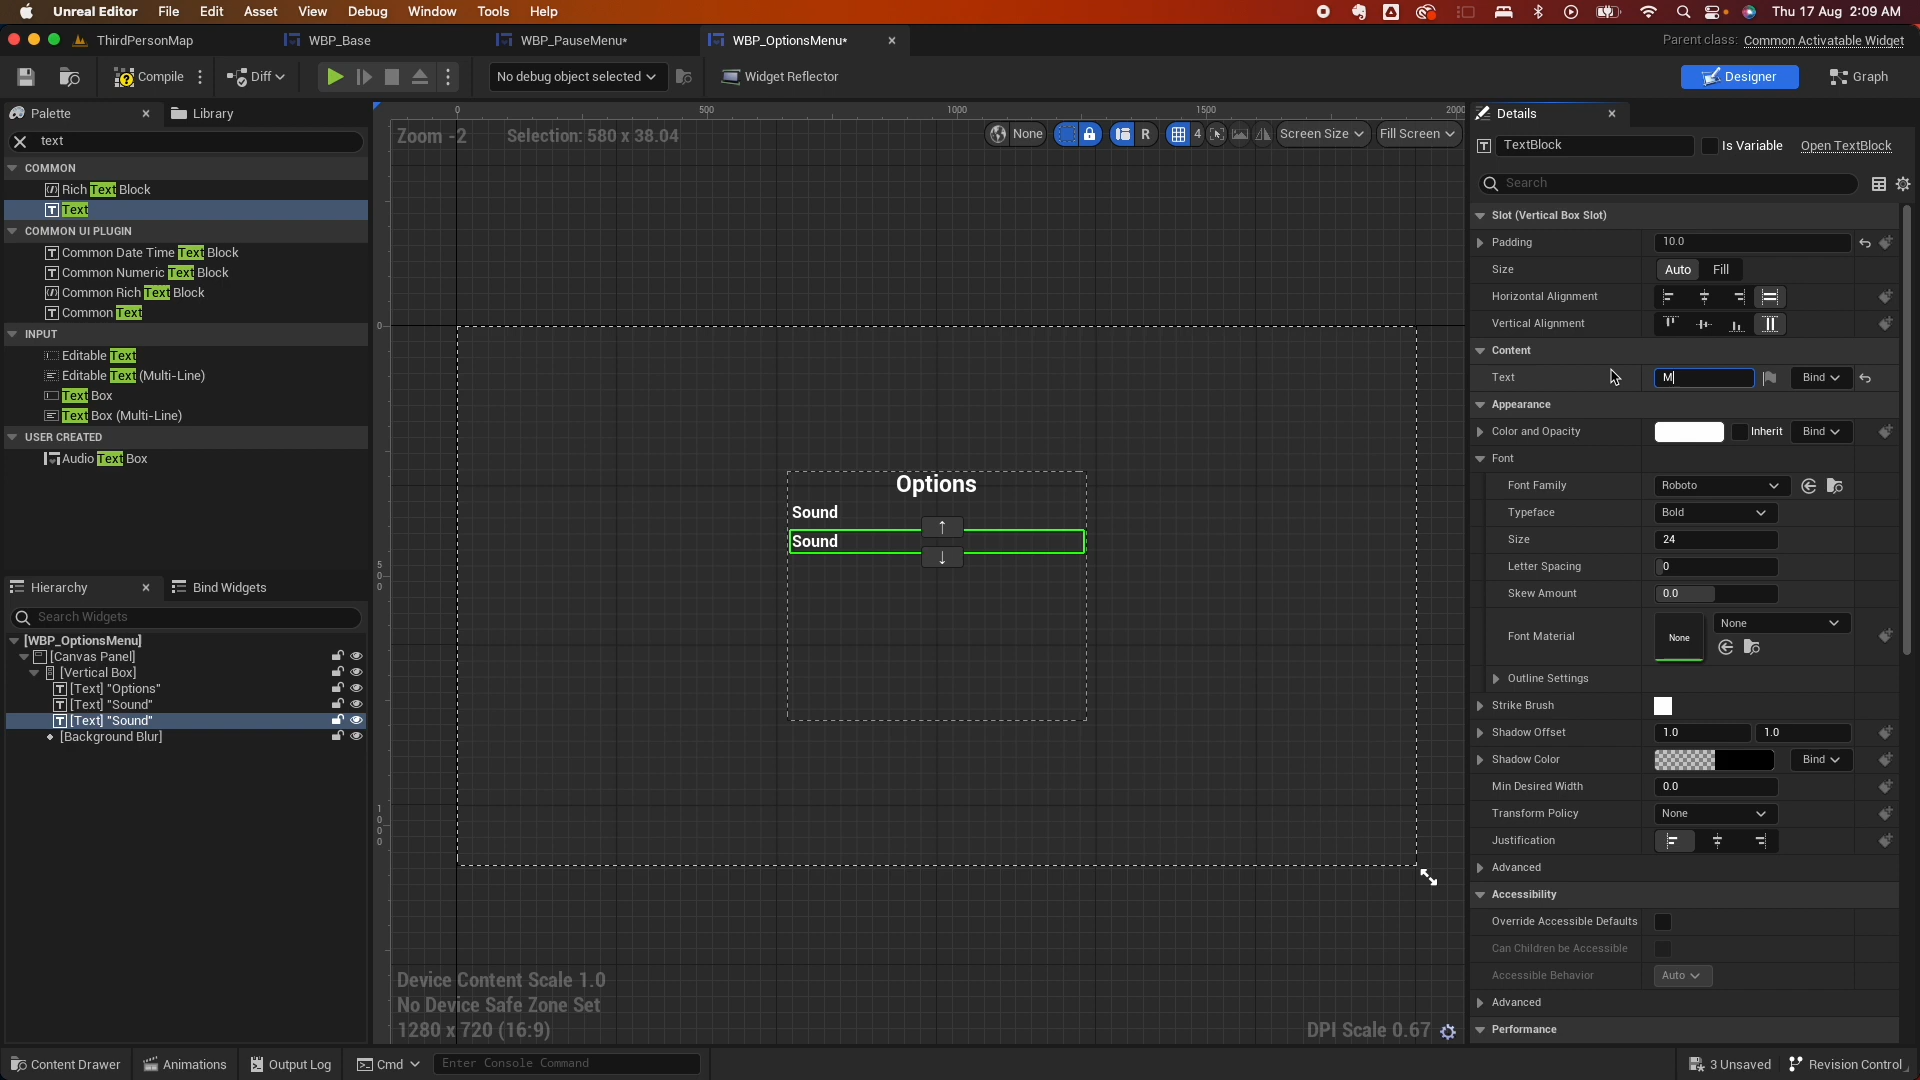 Unreal Editor File Edit Asset View Debug Window Tools Help Thu 17 Aug 2:09 AM
ThirdPersonMap WBP_Base WBP_PauseMenu* WBP_OptionsMenu* Parent class: Common Activatable Widget
Compile Diff No debug object selected Widget Reflector Designer Graph
Palette Library
text
COMMON
Rich Text Block
Text
COMMON UI PLUGIN
Common Date Time Text Block
Common Numeric Text Block
Common Rich Text Block
Common Text
INPUT
Editable Text
Editable Text (Multi-Line)
Text Box
Text Box (Multi-Line)
USER CREATED
Audio Text Box
Hierarchy Bind Widgets
Search Widgets
[WBP_OptionsMenu]
[Canvas Panel]
[Vertical Box]
[Text] "Options"
[Text] "Sound"
[Text] "Sound"
[Background Blur]
0 500 1000 1500 2000
Zoom -2 Selection: 580 x 38.04 None R 4 Screen Size Fill Screen
0
500
1000
Options
Sound
Sound
Device Content Scale 1.0
No Device Safe Zone Set
1280 x 720 (16:9) DPI Scale 0.67
Details
TextBlock Is Variable Open TextBlock
Search
Slot (Vertical Box Slot)
Padding 10.0
Size Auto Fill
Horizontal Alignment
Vertical Alignment
Content
Text M Bind
Appearance
Color and Opacity Inherit Bind
Font
Font Family Roboto
Typeface Bold
Size 24
Letter Spacing 0
Skew Amount 0.0
Font Material None None
Outline Settings
Strike Brush
Shadow Offset 1.0 1.0
Shadow Color Bind
Min Desired Width 0.0
Transform Policy None
Justification
Advanced
Accessibility
Override Accessible Defaults
Can Children be Accessible
Accessible Behavior Auto
Advanced
Performance
Content Drawer Animations Output Log Cmd Enter Console Command 3 Unsaved Revision Control